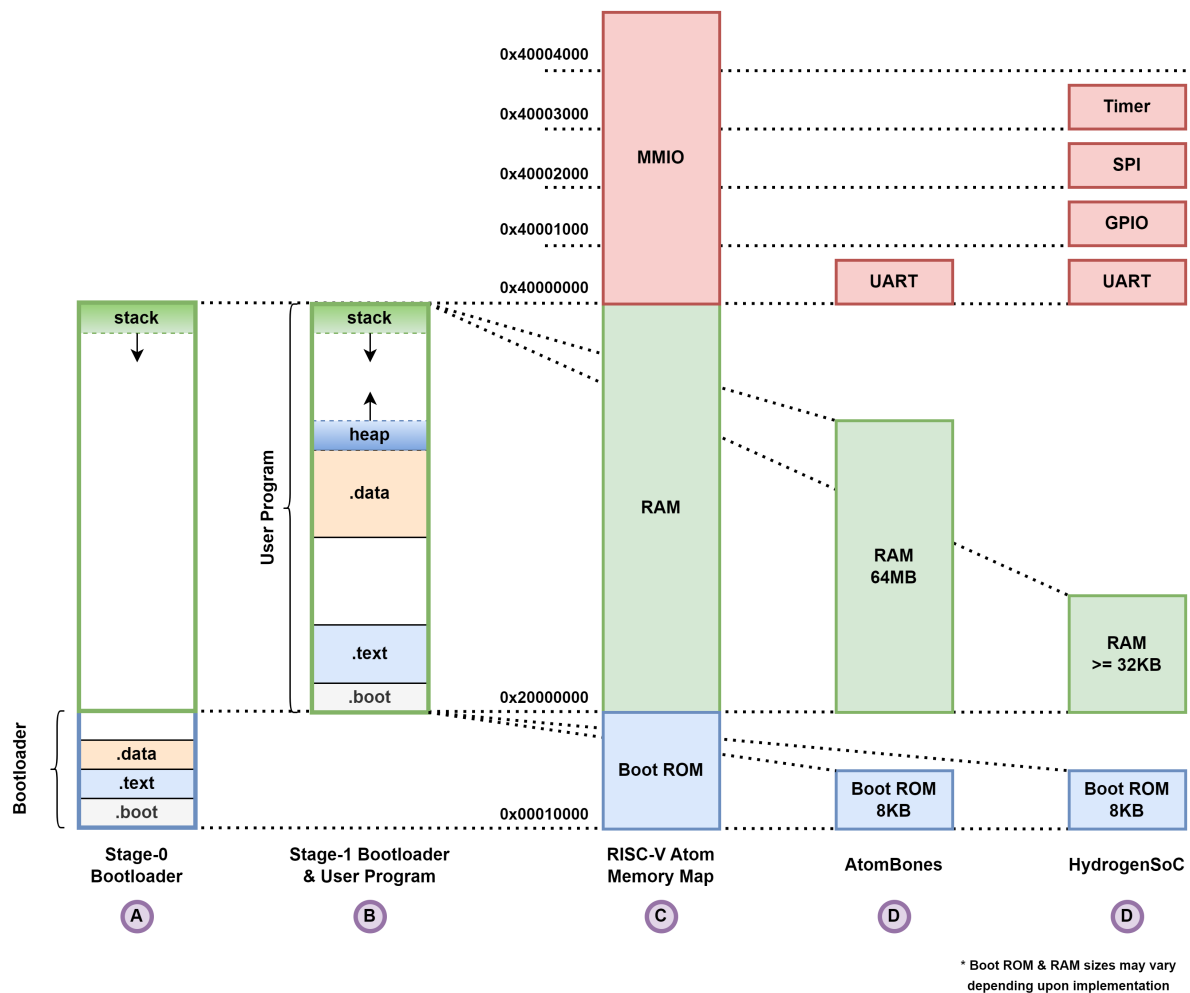 0x40004000
Timer
0x40003000
MMIO
SPI
0x40002000
GPIO
0x40001000
UART
UART
0x40000000
stack
stack
heap
.data
User Program
RAM
RAM
64MB
RAM
>= 32KB
.text
.boot
0x20000000
Bootloader
.data
.text
.boot
Boot ROM
Boot ROM
8KB
Boot ROM
8KB
0x00010000
Stage-0
Bootloader
Stage-1 Bootloader
& User Program
RISC-V Atom
Memory Map
AtomBones
HydrogenSoC
A
B
C
D
D
* Boot ROM & RAM sizes may vary
depending upon implementation